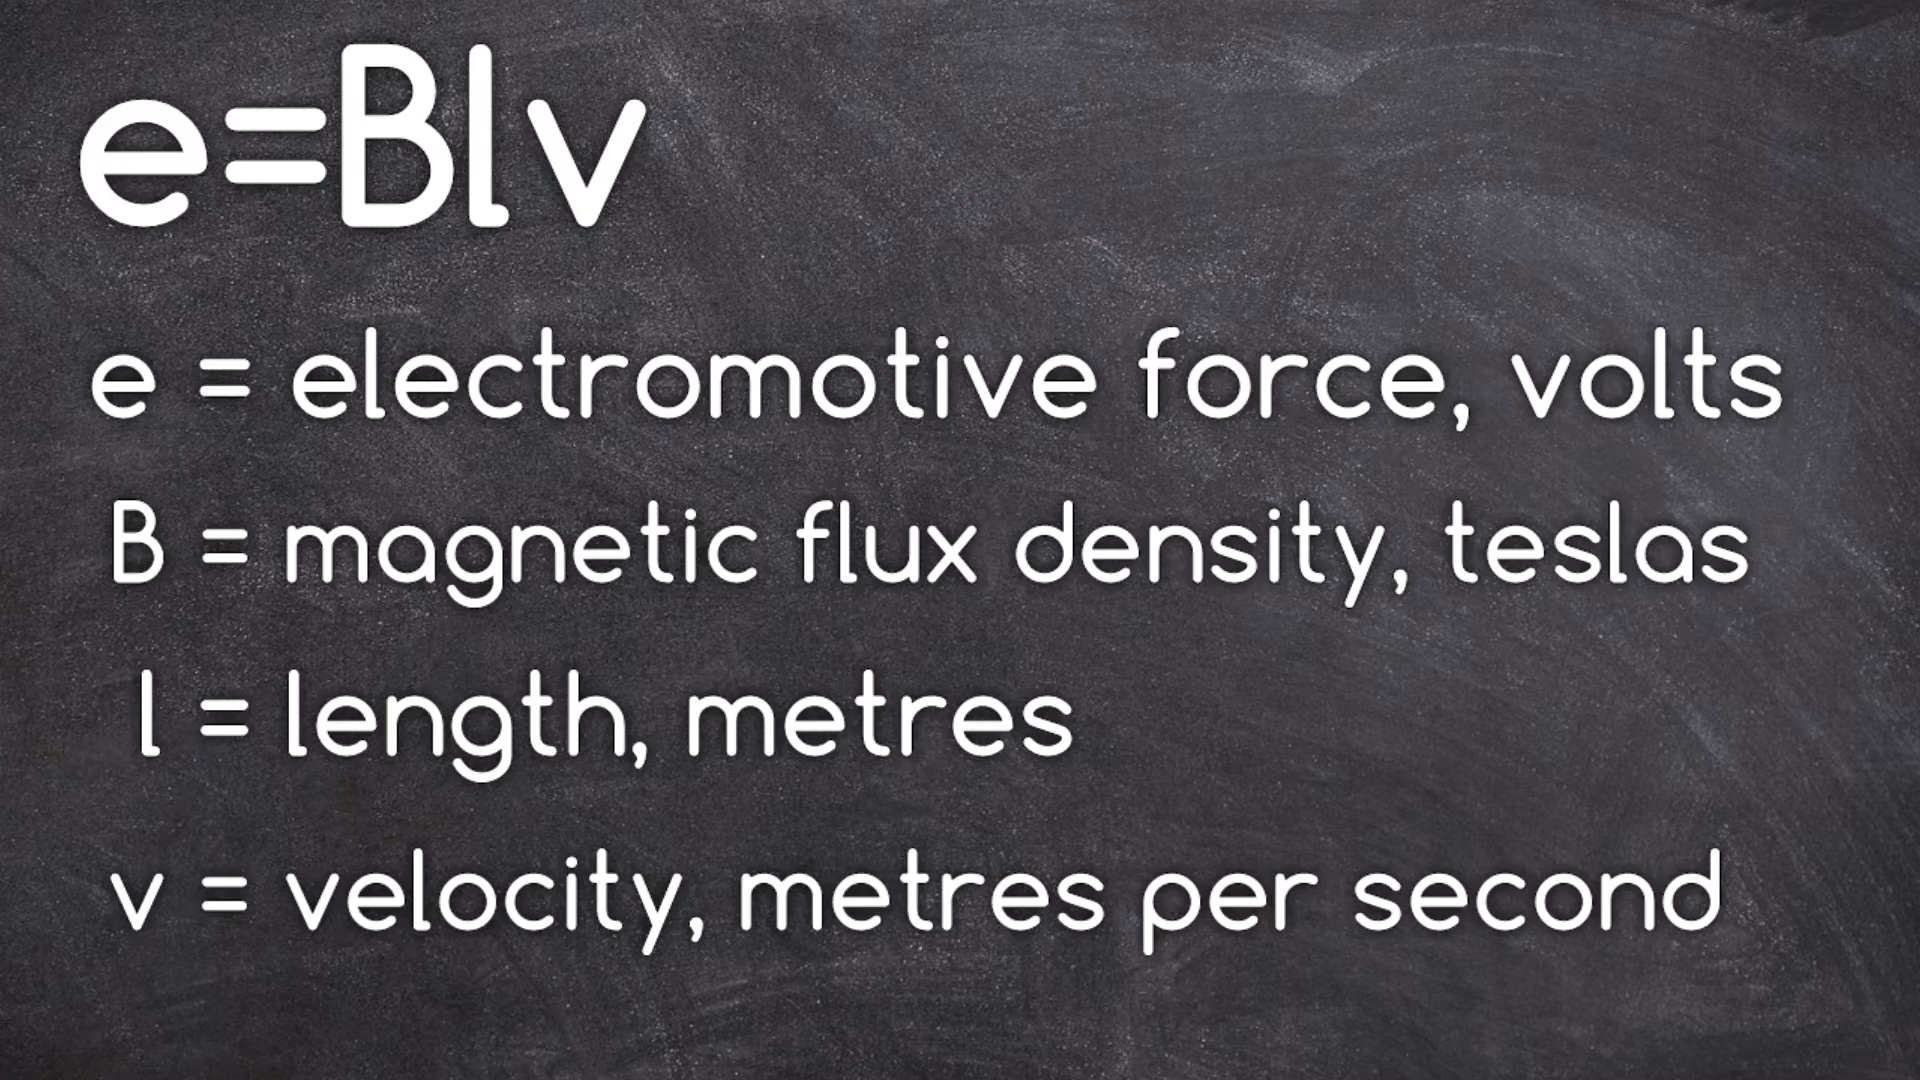 e=Blv
e = electromotive force, volts
B = magnetic flux density, teslas
l = length, metres
v = velocity, metres per second